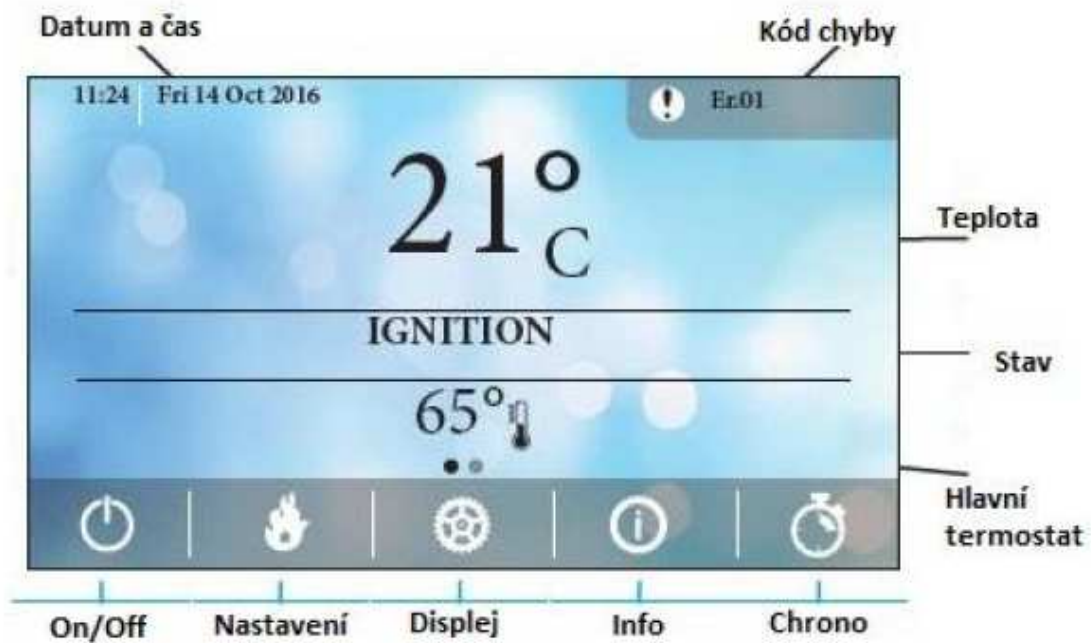 Datum a čas
Kód chyby
11:24 Fri 14 Oct 2016
Er.01
21°C
Teplota
IGNITION
Stav
65°
Hlavní
termostat
On/Off Nastavení Displej Info Chrono